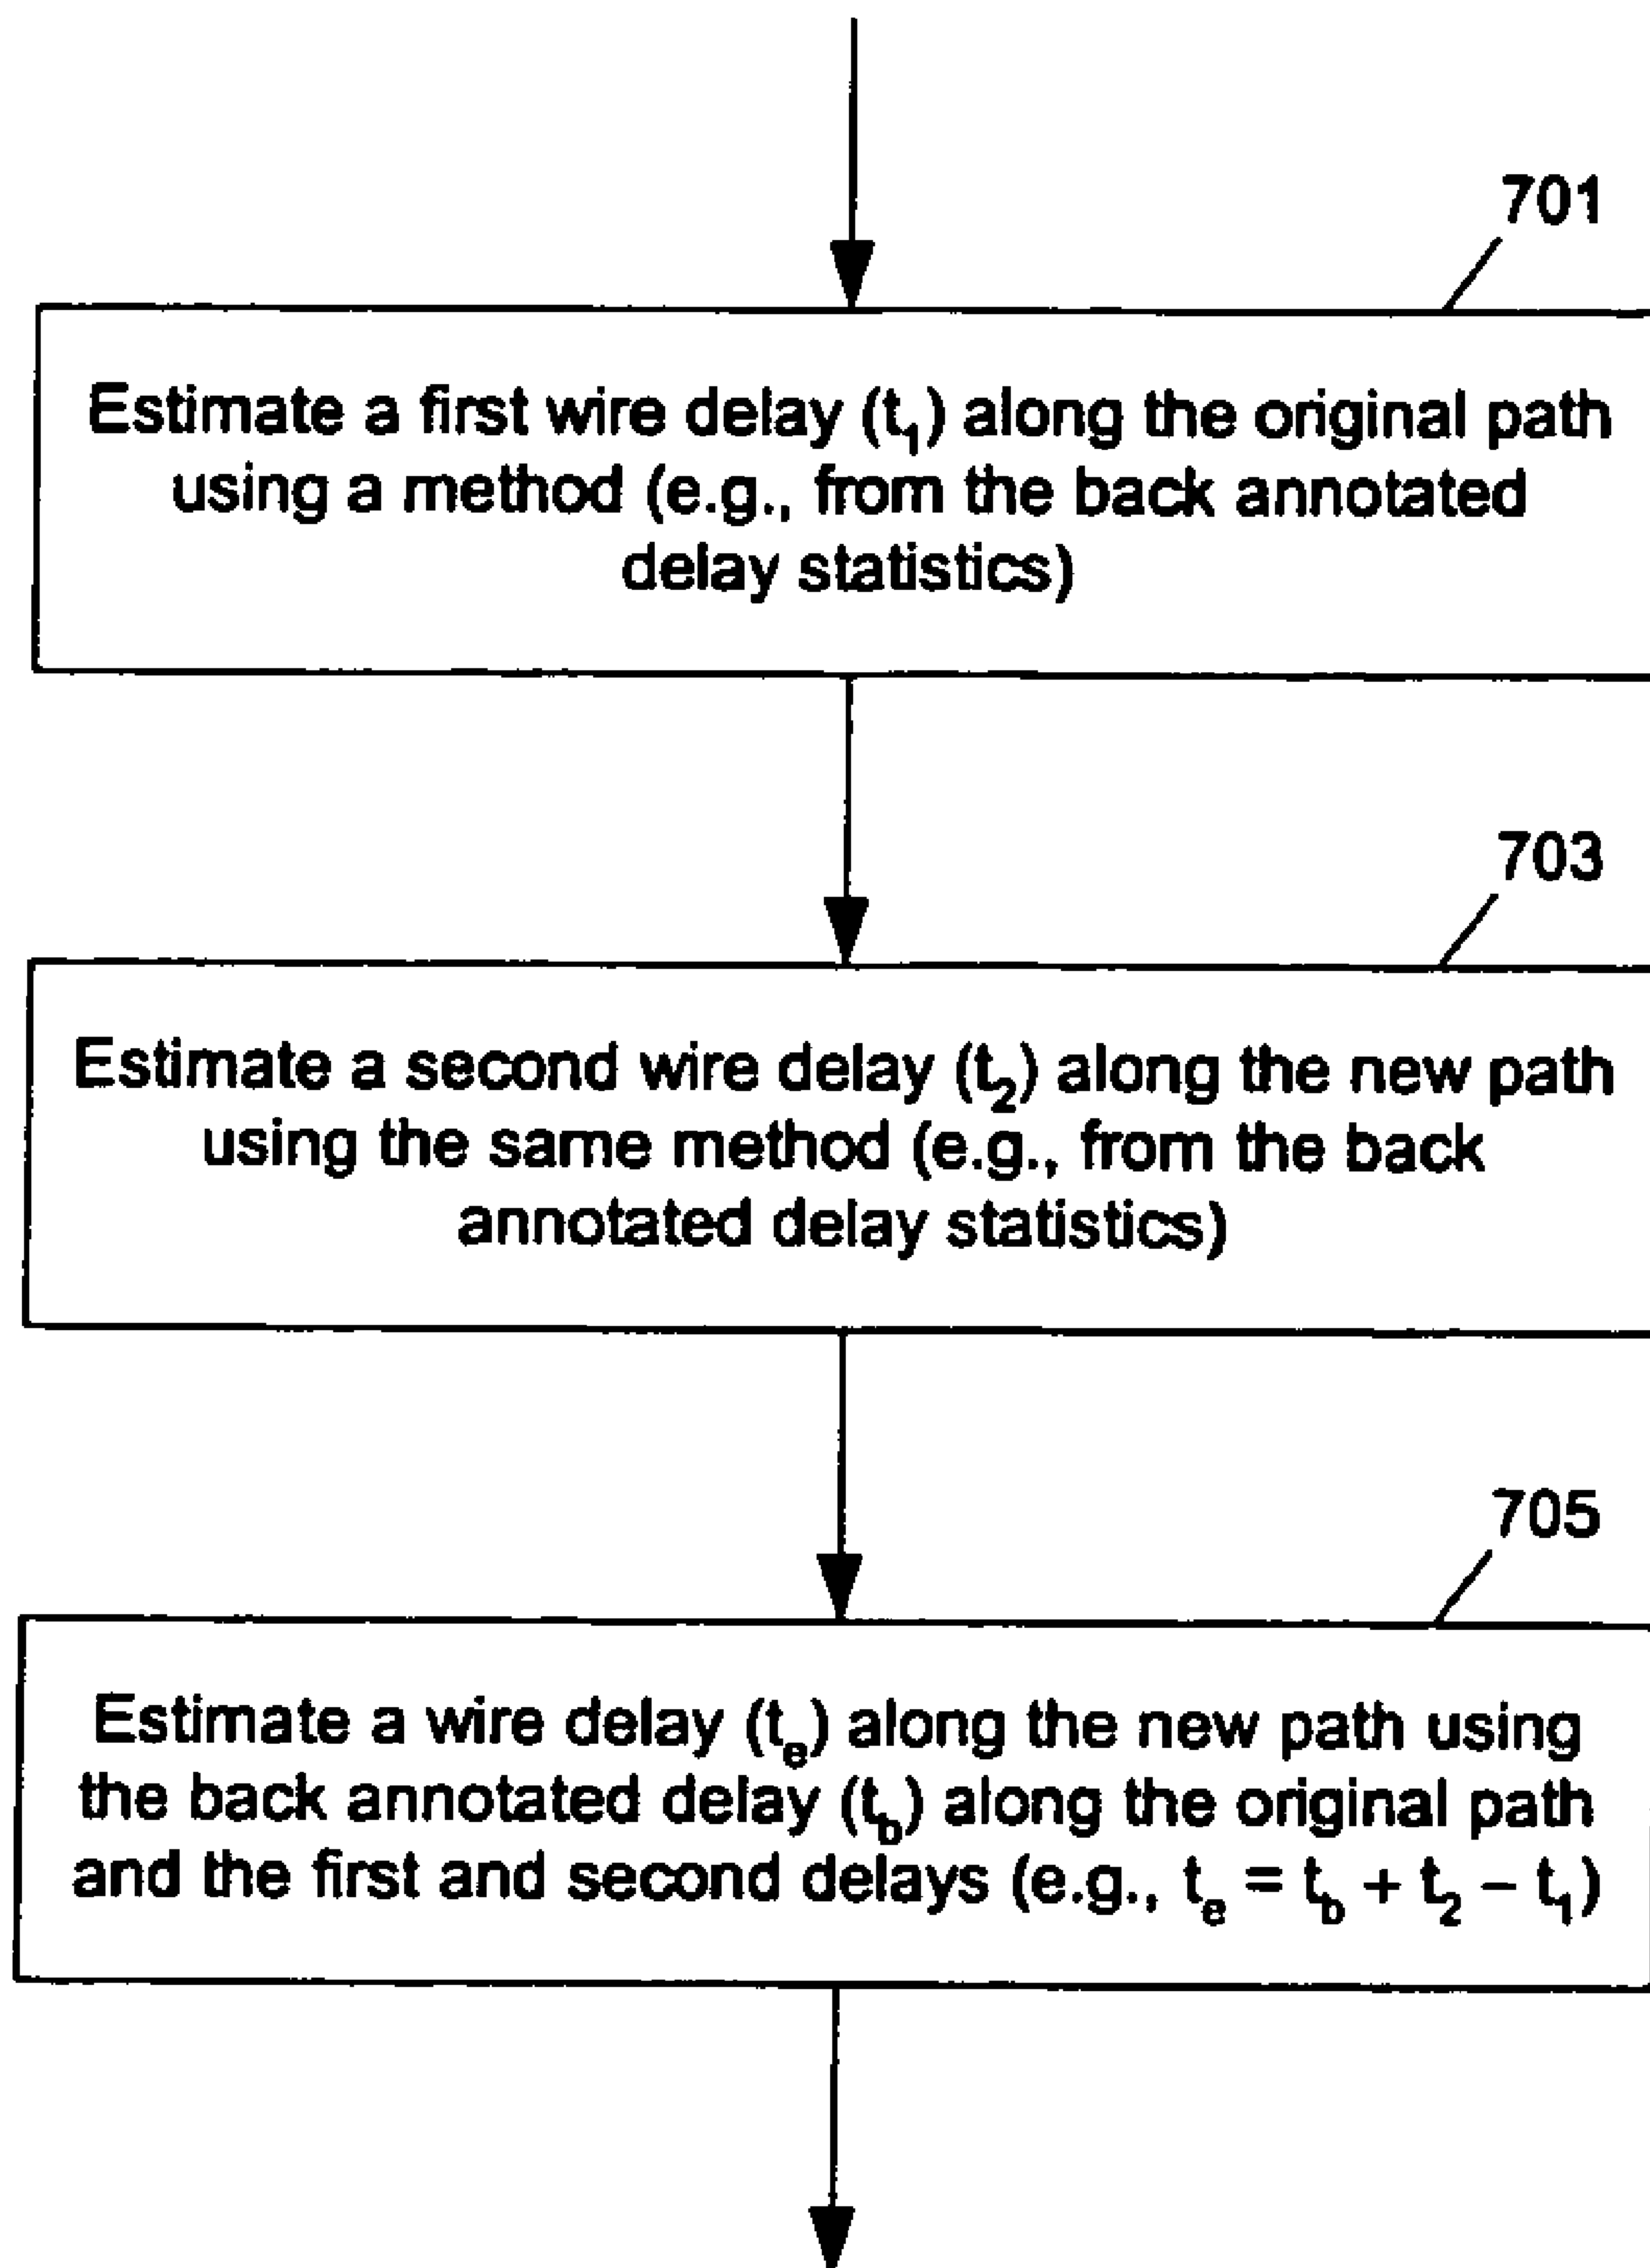 701
Estimate a first wire delay (t₁) along the original path
using a method (e.g., from the back annotated
delay statistics)
703
Estimate a second wire delay (t₂) along the new path
using the same method (e.g., from the back
annotated delay statistics)
705
Estimate a wire delay (tₑ) along the new path using
the back annotated delay (t_b) along the original path
and the first and second delays (e.g., tₑ = t_b + t₂ – t₁)